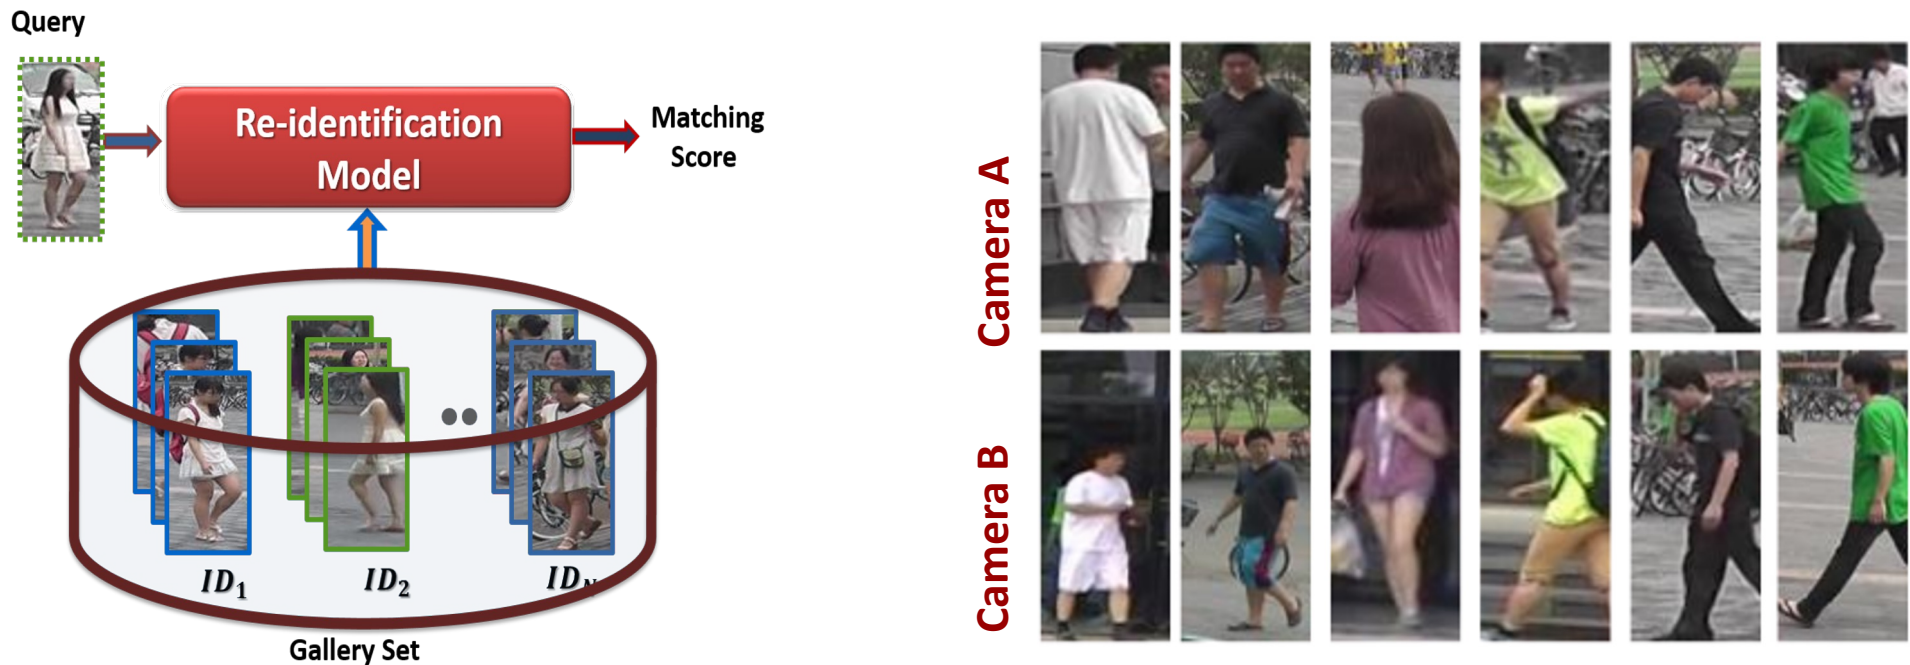 Query
Re-identification
Model
Matching
Score
ID₁
ID₂
Gallery Set
Camera A
Camera B